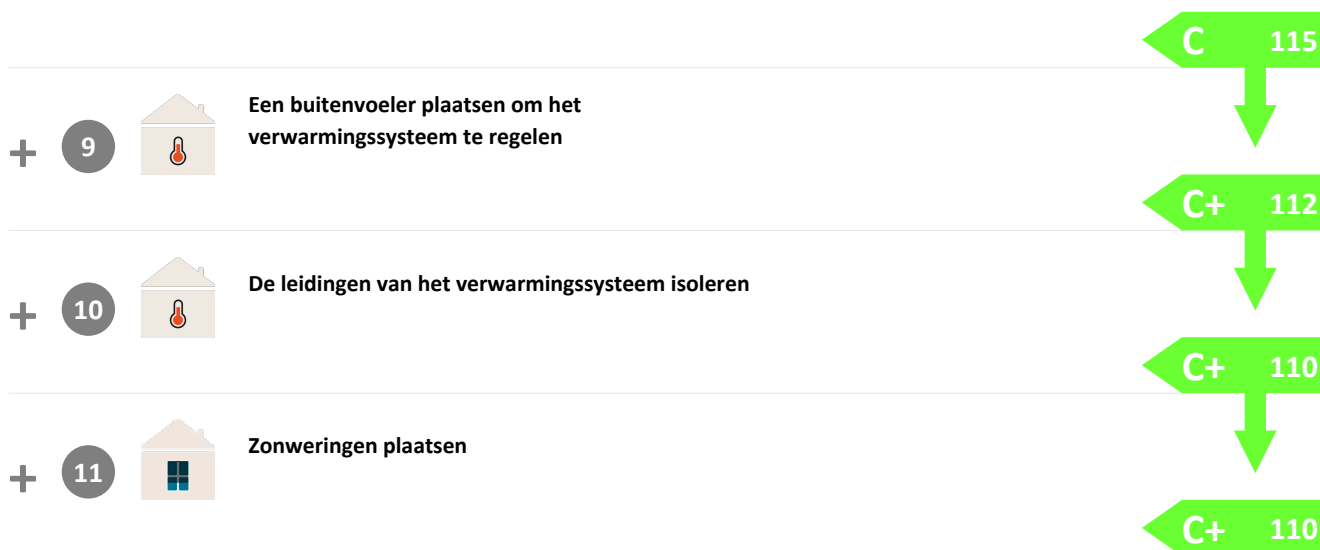 C 115
Een buitenvoeler plaatsen om het
verwarmingssysteem te regelen
+ 9
C+ 112
De leidingen van het verwarmingssysteem isoleren
+ 10
C+ 110
Zonweringen plaatsen
+ 11
C+ 110